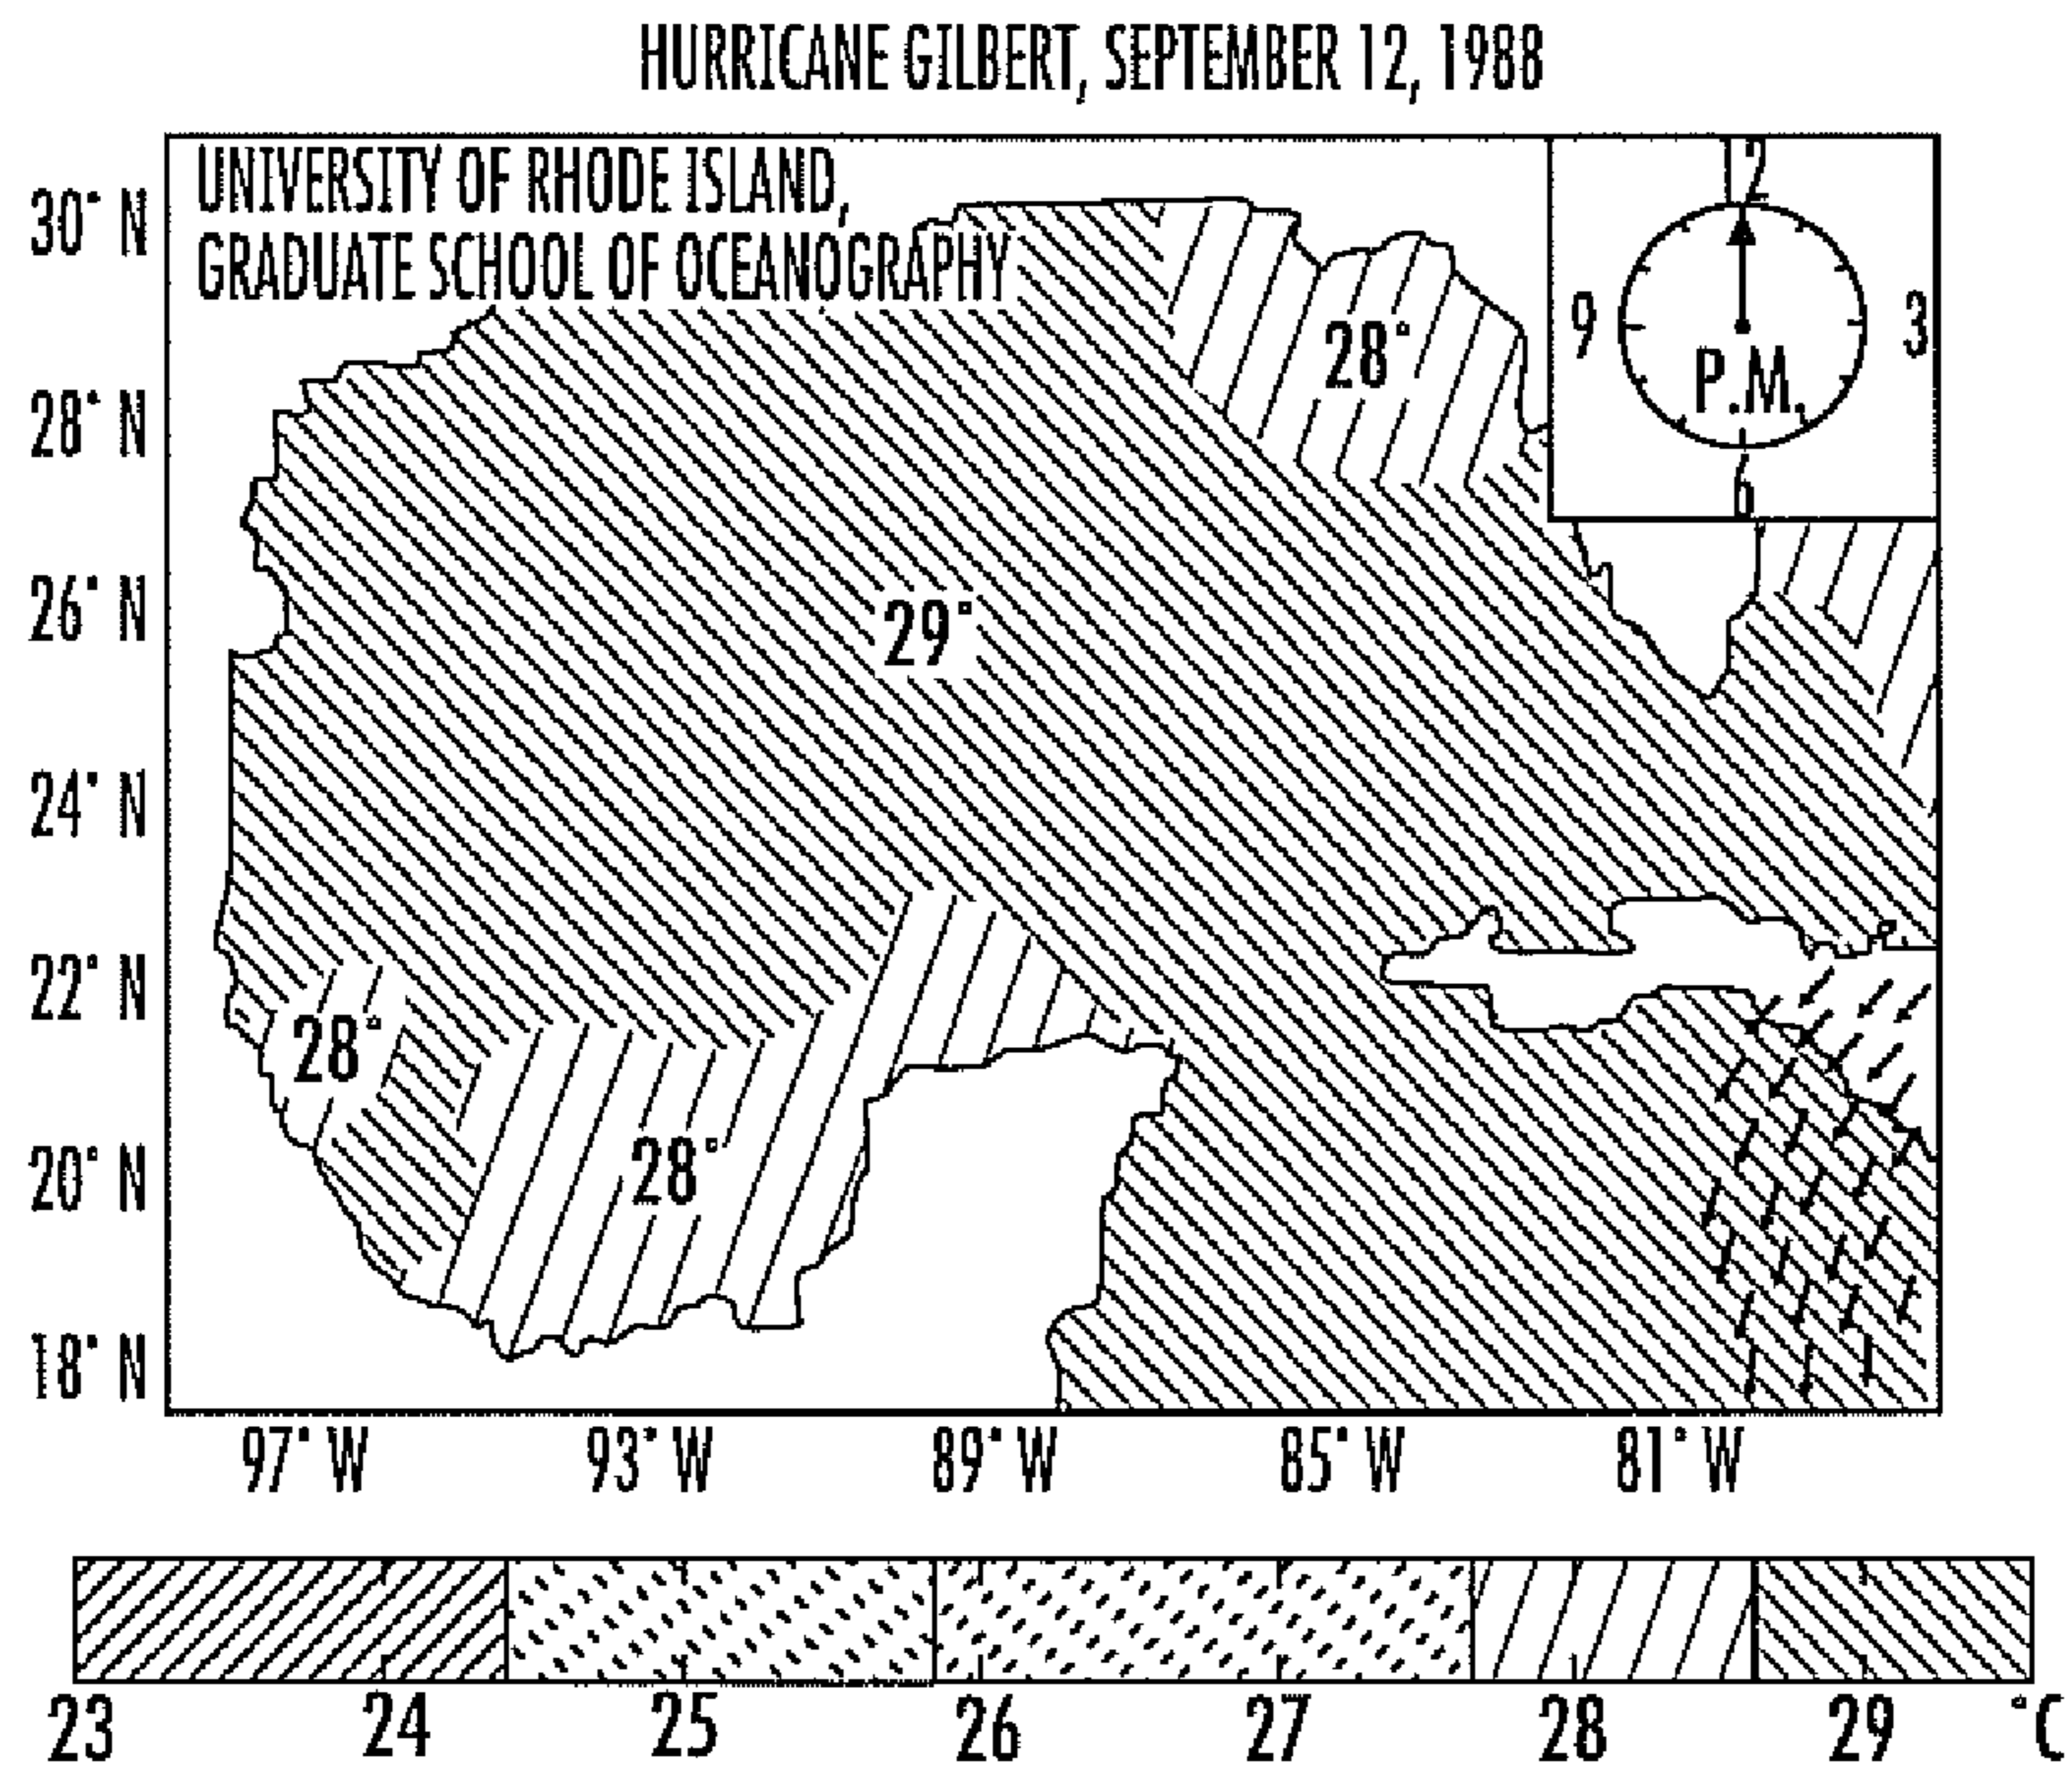 HURRICANE GILBERT, SEPTEMBER 12, 1988
UNIVERSITY OF RHODE ISLAND,
GRADUATE SCHOOL OF OCEANOGRAPHY
12
9
3
P.M.
6
30° N
28° N
26° N
24° N
22° N
20° N
18° N
28°
29°
28°
28°
97° W 93° W 89° W 85° W 81° W
23 24 25 26 27 28 29 °C